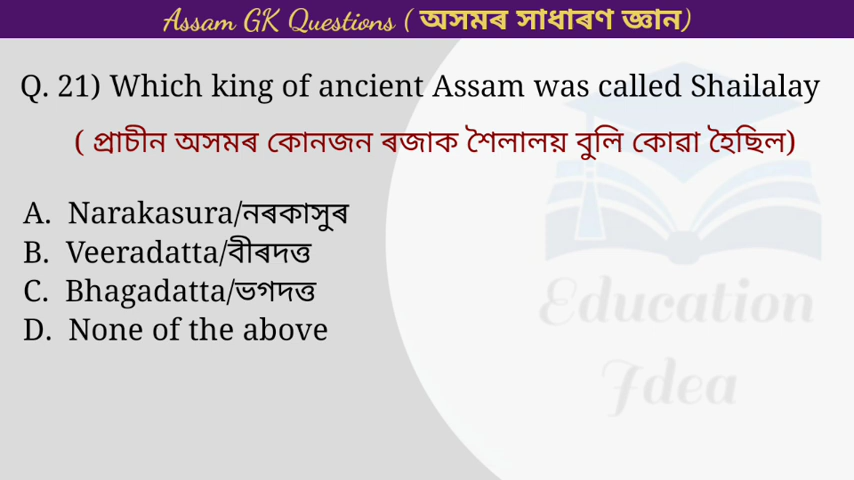 Assam GK Questions ( অসমৰ সাধাৰণ জ্ঞান)
Q. 21) Which king of ancient Assam was called Shailalay
( প্ৰাচীন অসমৰ কোনজন ৰজাক শৈলালয় বুলি কোৱা হৈছিল)
A. Narakasura/নৰকাসুৰ
B. Veeradatta/বীৰদত্ত
C. Bhagadatta/ভগদত্ত
D. None of the above
Education
Idea